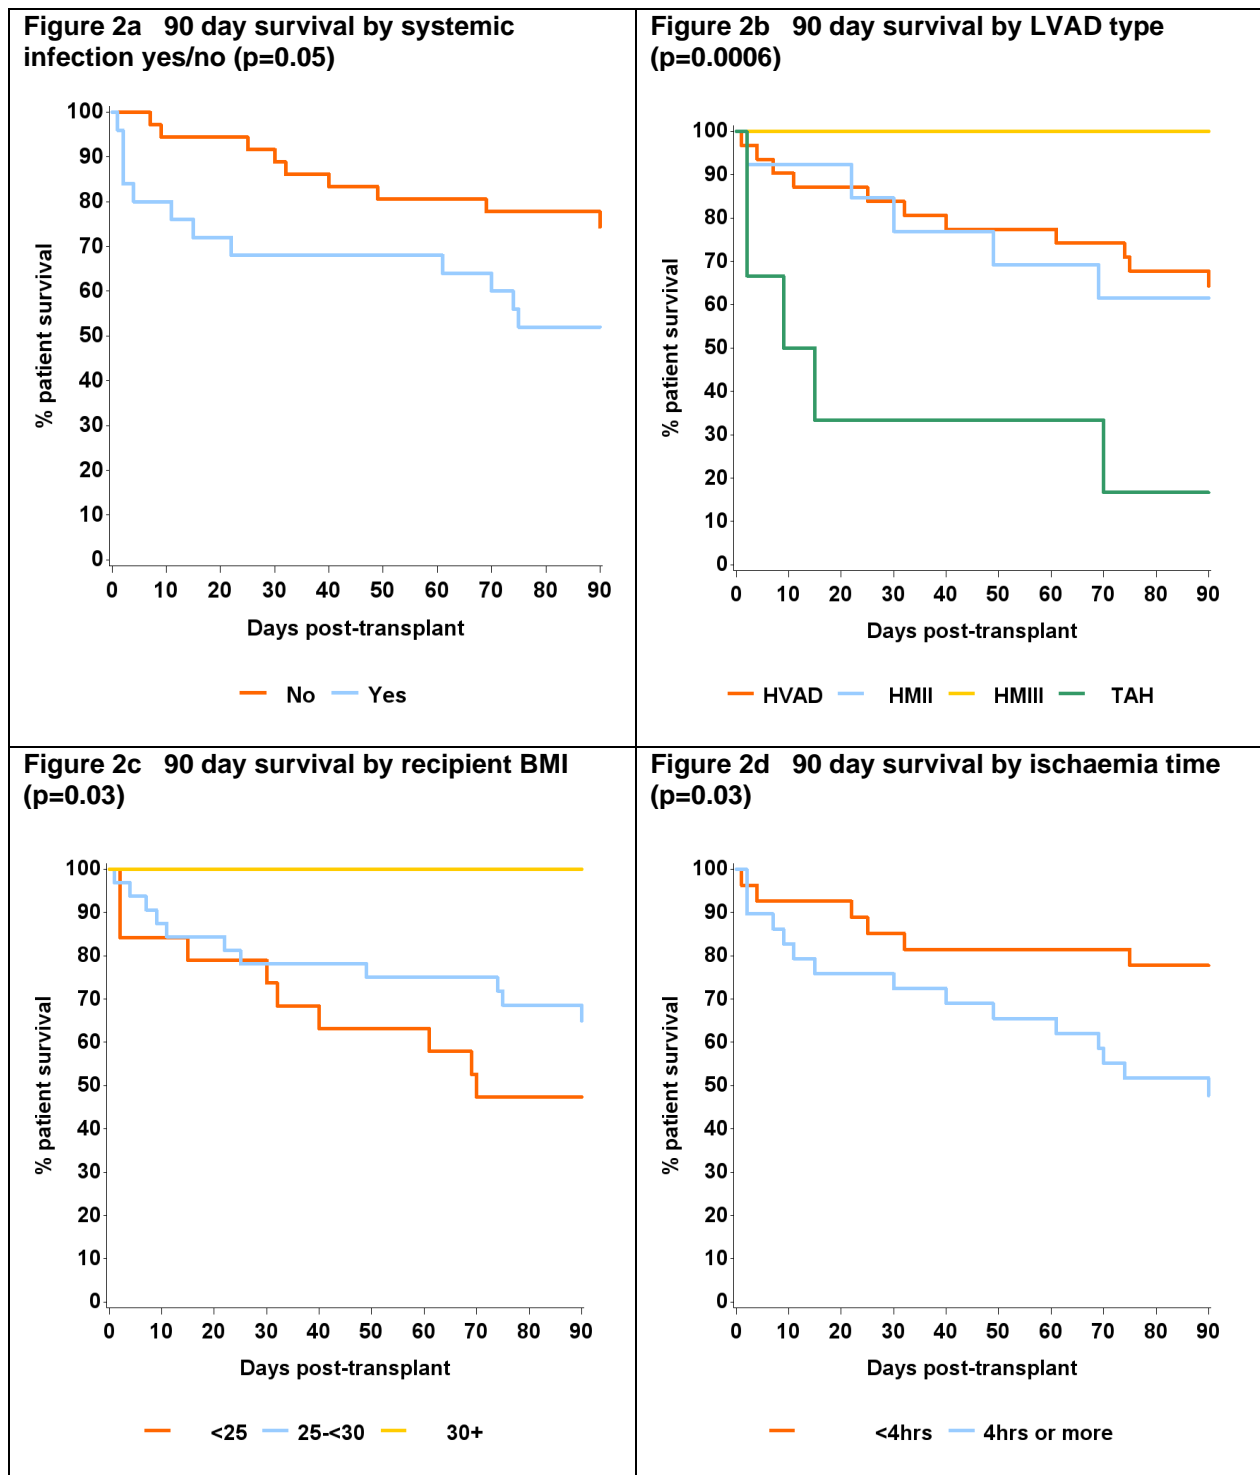 Figure 2a 90 day survival by systemic
infection yes/no (p=0.05)
100
90
80
70
60
50
40
30
20
10
0
% patient survival
0 10 20 30 40 50 60 70 80 90
Days post-transplant
No Yes
Figure 2b 90 day survival by LVAD type
(p=0.0006)
100
90
80
70
60
50
40
30
20
10
0
% patient survival
0 10 20 30 40 50 60 70 80 90
Days post-transplant
HVAD HMII HMIII TAH
Figure 2c 90 day survival by recipient BMI
(p=0.03)
100
90
80
70
60
50
40
30
20
10
0
% patient survival
0 10 20 30 40 50 60 70 80 90
Days post-transplant
<25 25-<30 30+
Figure 2d 90 day survival by ischaemia time
(p=0.03)
100
90
80
70
60
50
40
30
20
10
0
% patient survival
0 10 20 30 40 50 60 70 80 90
Days post-transplant
<4hrs 4hrs or more